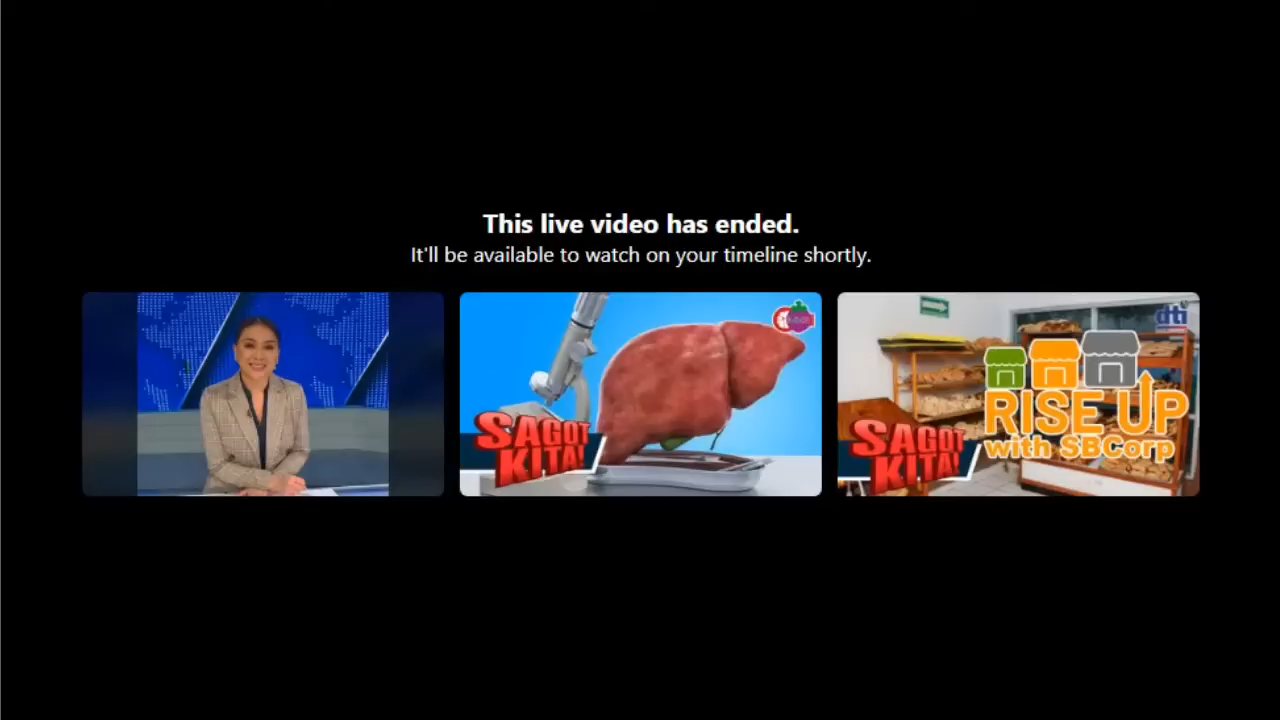 This live video has ended.
It'll be available to watch on your timeline shortly.
SAGOT
KITA!
dti
RISE UP
with SBCorp
SAGOT
KITA!